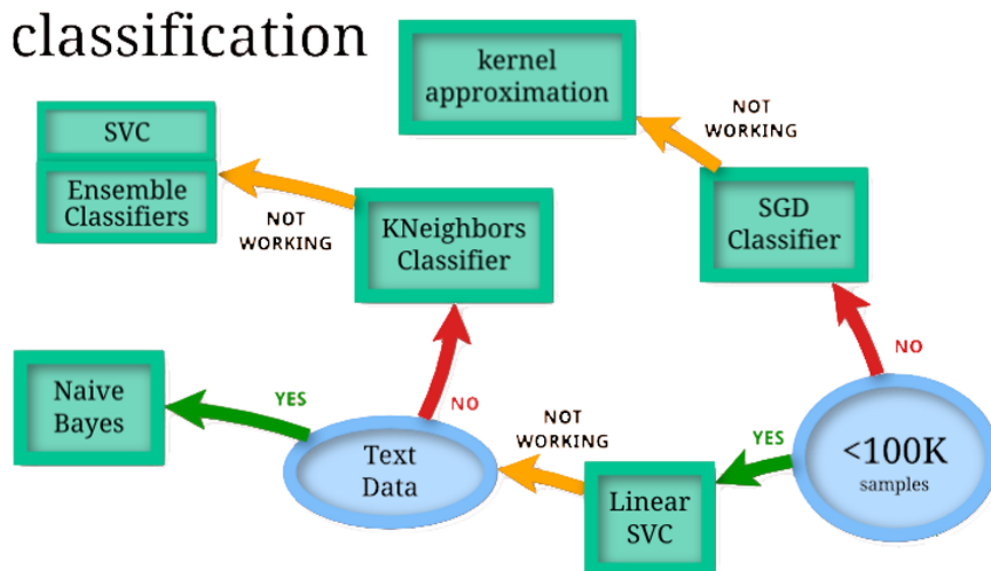 classification
kernel
approximation
NOT
WORKING
SVC
Ensemble
Classifiers
NOT
WORKING
KNeighbors
Classifier
SGD
Classifier
NO
Naive
Bayes
YES
NO
Text
Data
NOT
WORKING
Linear
SVC
YES
<100K
samples